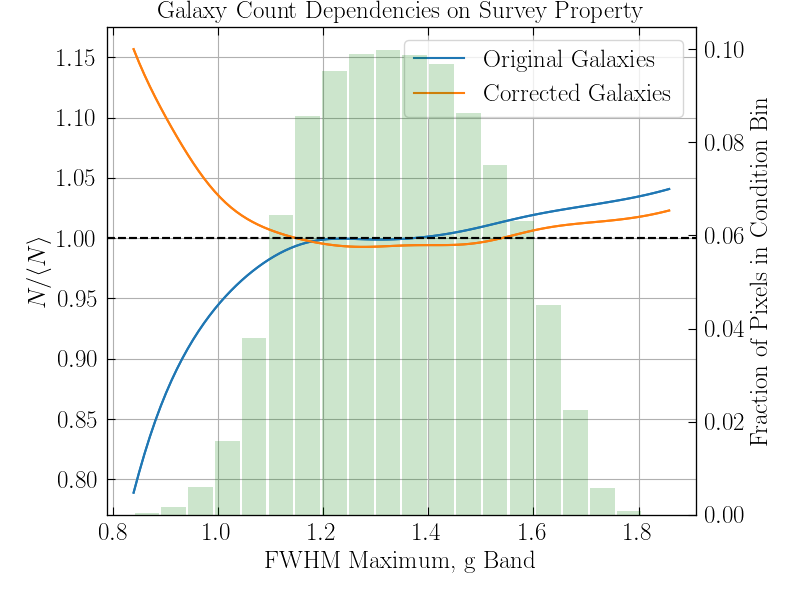 Galaxy Count Dependencies on Survey Property
Original Galaxies
Corrected Galaxies
N/⟨N⟩
1.15
1.10
1.05
1.00
0.95
0.90
0.85
0.80
0.10
0.08
0.06
0.04
0.02
0.00
Fraction of Pixels in Condition Bin
0.8 1.0 1.2 1.4 1.6 1.8
FWHM Maximum, g Band